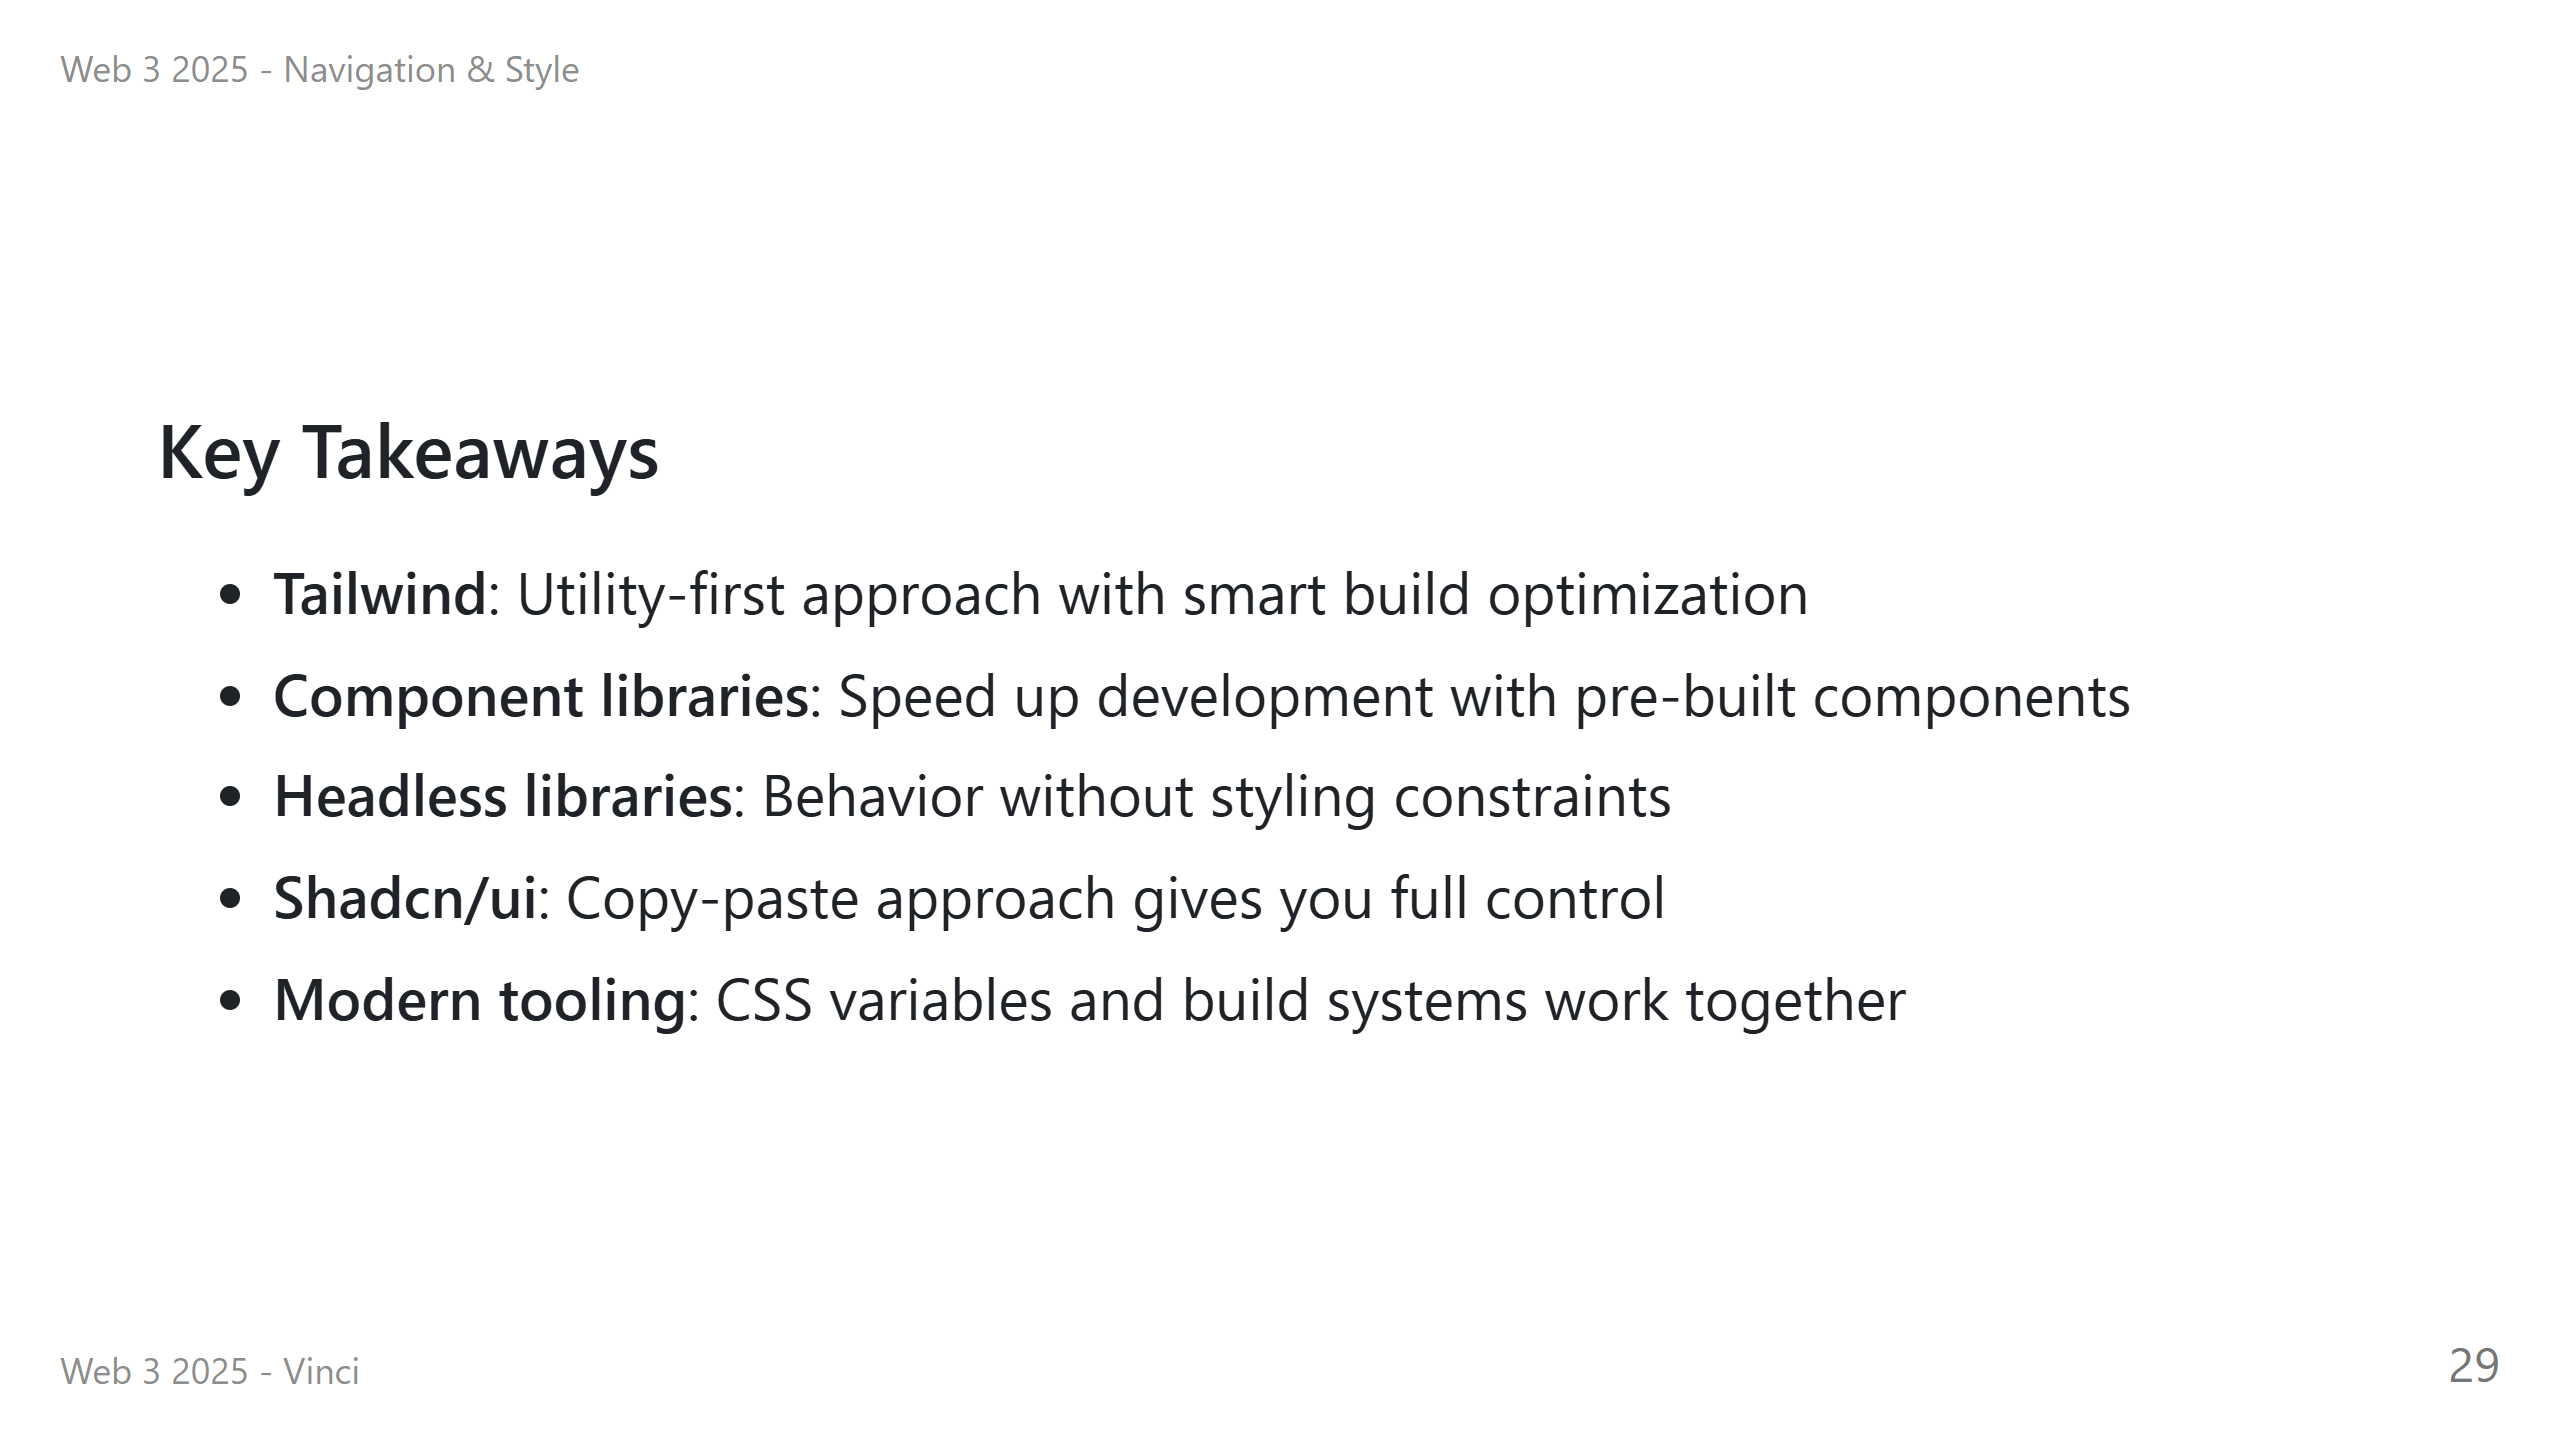 Web 3 2025 - Navigation & Style
Key Takeaways
• Tailwind: Utility-first approach with smart build optimization
• Component libraries: Speed up development with pre-built components
• Headless libraries: Behavior without styling constraints
• Shadcn/ui: Copy-paste approach gives you full control
• Modern tooling: CSS variables and build systems work together
Web 3 2025 - Vinci
29